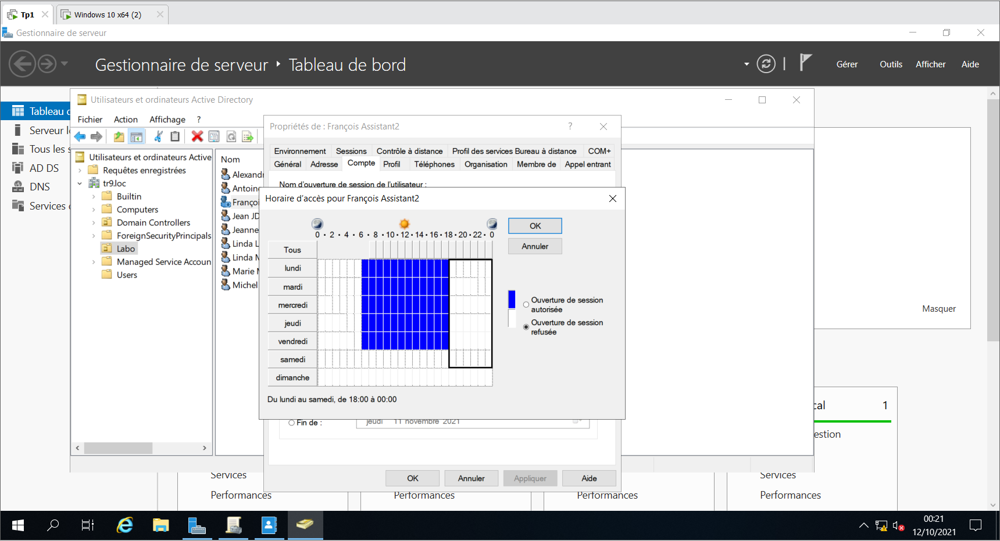 Tp1
Windows 10 x64 (2)
Gestionnaire de serveur
Gestionnaire de serveur ‣ Tableau de bord
Gérer
Outils
Afficher
Aide
Tableau
Serveur
Tous les
AD DS
DNS
Services
Utilisateurs et ordinateurs Active Directory
Fichier
Action
Affichage
?
Utilisateurs et ordinateurs Active
Requêtes enregistrées
tr9.loc
Builtin
Computers
Domain Controllers
ForeignSecurityPrincipals
Labo
Managed Service Accoun
Users
Nom
Alexand
Antoine
Françoi
Jean JD
Jeanne
Linda L
Linda M
Marie M
Michel
Propriétés de : François Assistant2
?
Environnement
Sessions
Contrôle à distance
Profil des services Bureau à distance
COM+
Général
Adresse
Compte
Profil
Téléphones
Organisation
Membre de
Appel entrant
Nom d'ouverture de session de l'utilisateur :
Horaire d'accès pour François Assistant2
0 · 2 · 4 · 6 · 8 · 10 · 12 · 14 · 16 · 18 · 20 · 22 · 0
Tous
lundi
mardi
mercredi
jeudi
vendredi
samedi
dimanche
Du lundi au samedi, de 18:00 à 00:00
OK
Annuler
Ouverture de session
autorisée
Ouverture de session
refusée
Fin de :
jeudi 11 novembre 2021
OK
Annuler
Appliquer
Aide
Masquer
cal
1
estion
Services
Performances
Performances
Performances
Services
Performances
00:21
12/10/2021